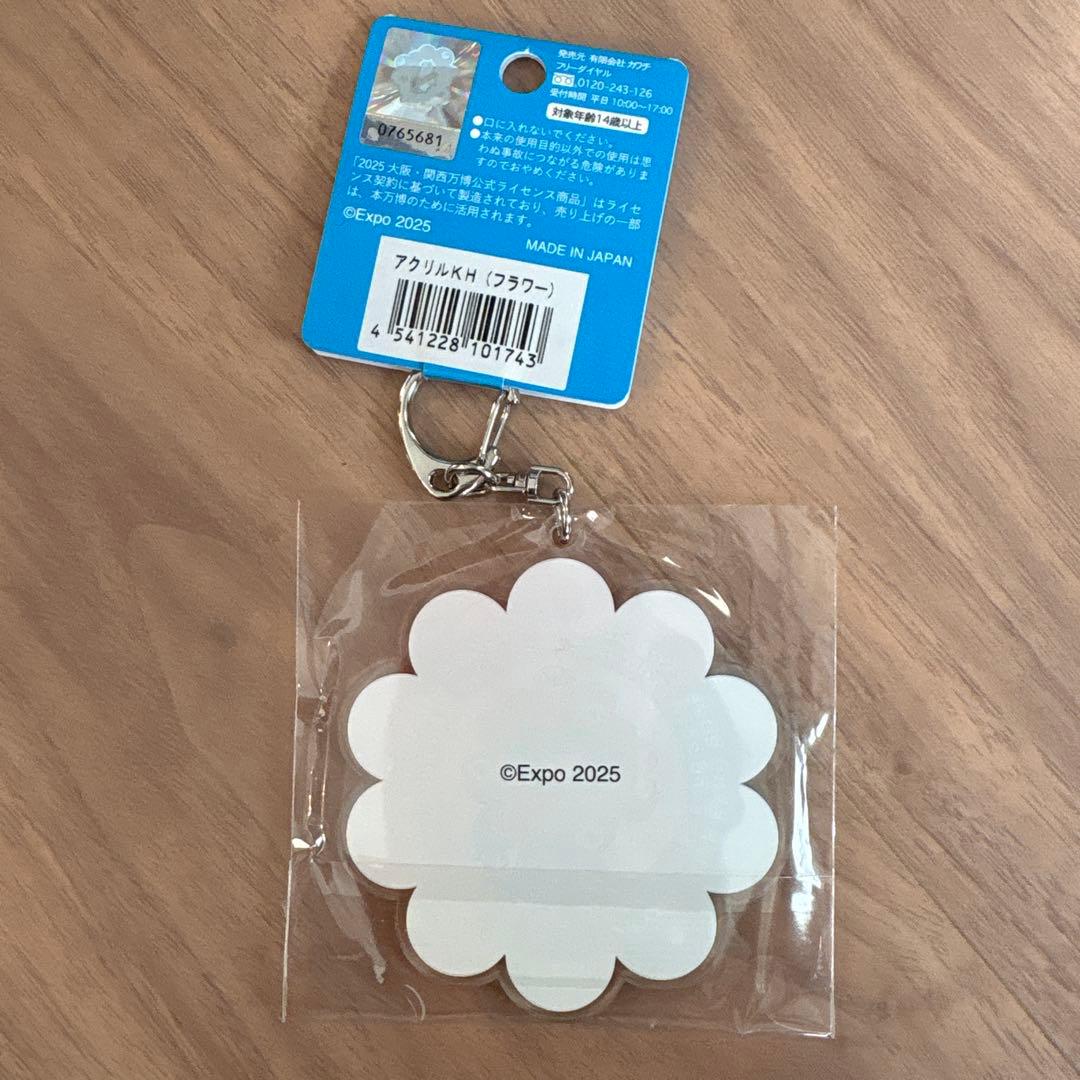 発売元 有限会社 カワチ
フリーダイヤル
0120-243-126
受付時間 平日 10:00〜17:00
対象年齢14歳以上
0765681
●口に入れないでください。
●本来の使用目的以外での使用は思
わぬ事故につながる危険がありま
すのでおやめください。
「2025 大阪・関西万博公式ライセンス商品」はライセ
ンス契約に基づいて製造されており、売り上げの一部
は、本万博のために活用されます。
©Expo 2025
MADE IN JAPAN
アクリルKH（フラワー）
4 541228 101743
©Expo 2025